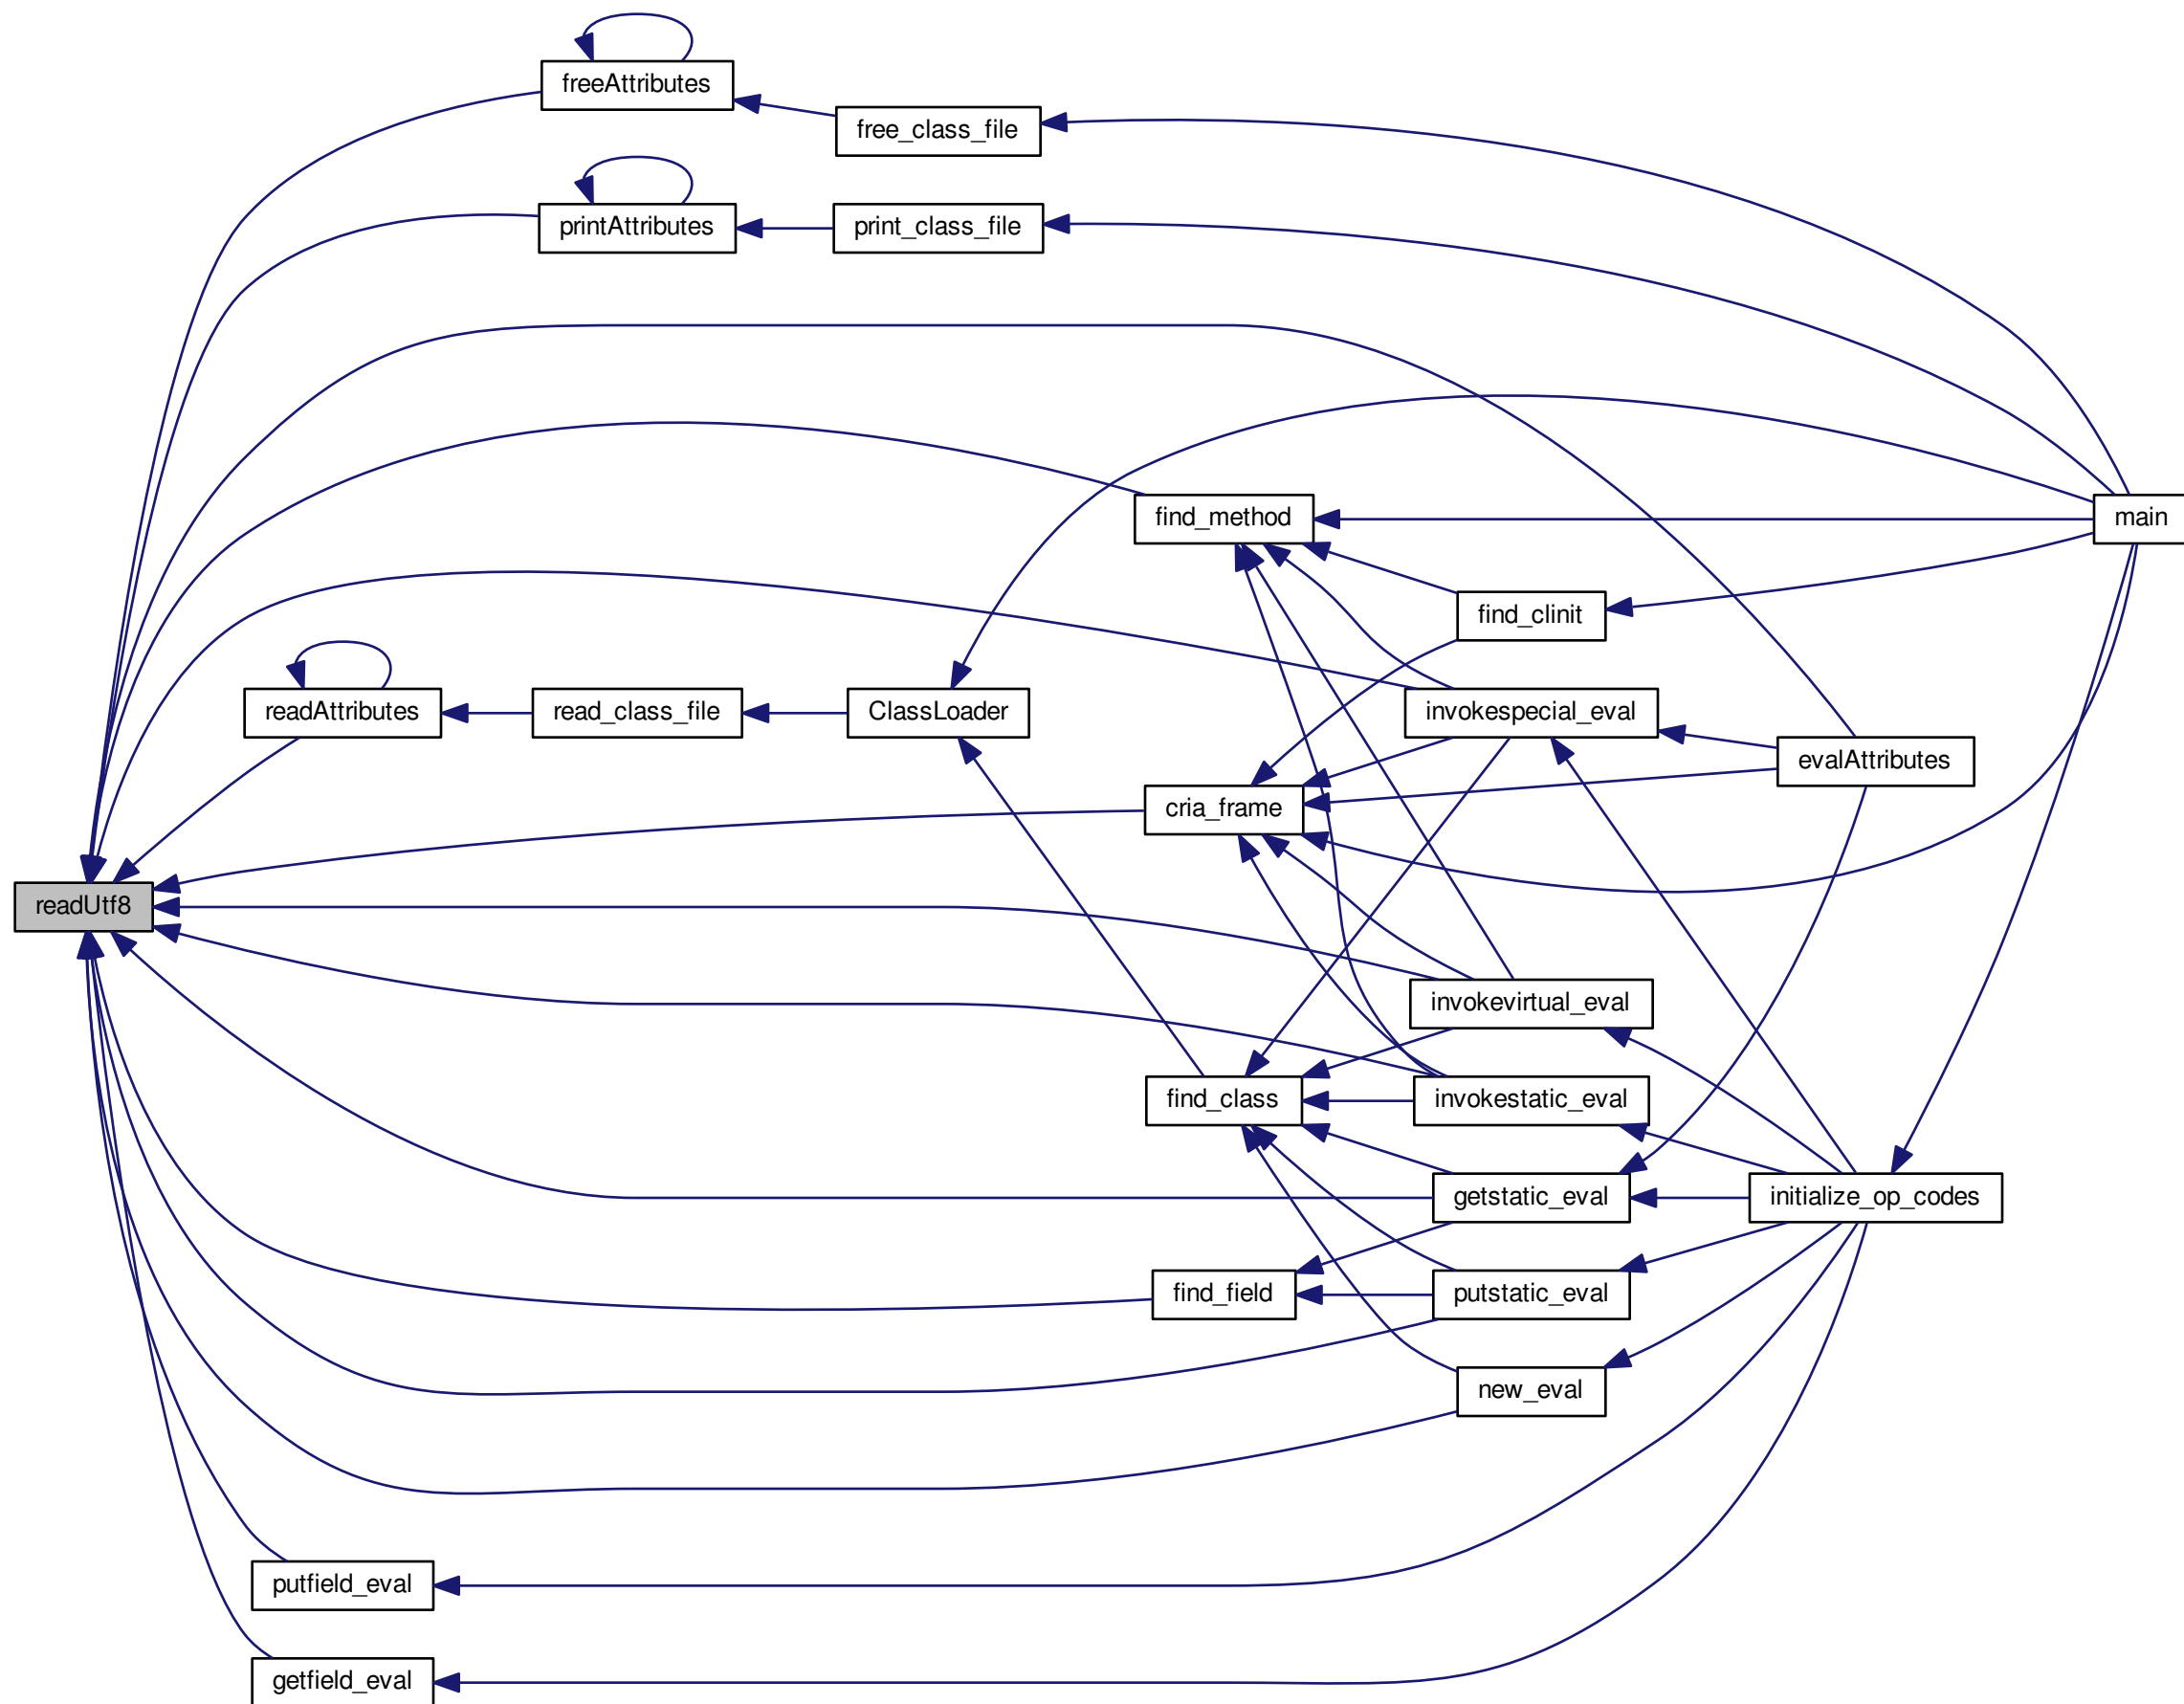 freeAttributes
free_class_file
printAttributes
print_class_file
find_method
main
find_clinit
readAttributes
read_class_file
ClassLoader
invokespecial_eval
evalAttributes
cria_frame
readUtf8
invokevirtual_eval
find_class
invokestatic_eval
getstatic_eval
initialize_op_codes
find_field
putstatic_eval
new_eval
putfield_eval
getfield_eval